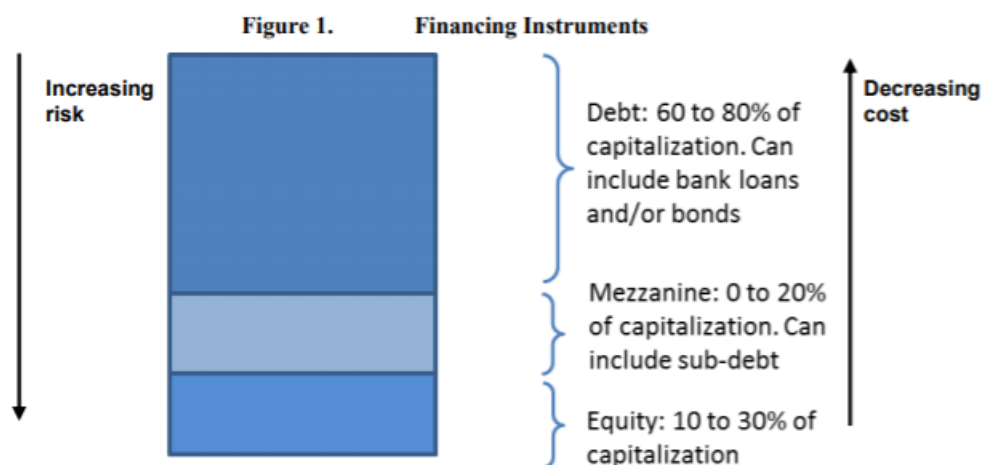 Figure 1. Financing Instruments
Increasing
risk
Debt: 60 to 80% of
capitalization. Can
include bank loans
and/or bonds
Mezzanine: 0 to 20%
of capitalization. Can
include sub-debt
Equity: 10 to 30% of
capitalization
Decreasing
cost